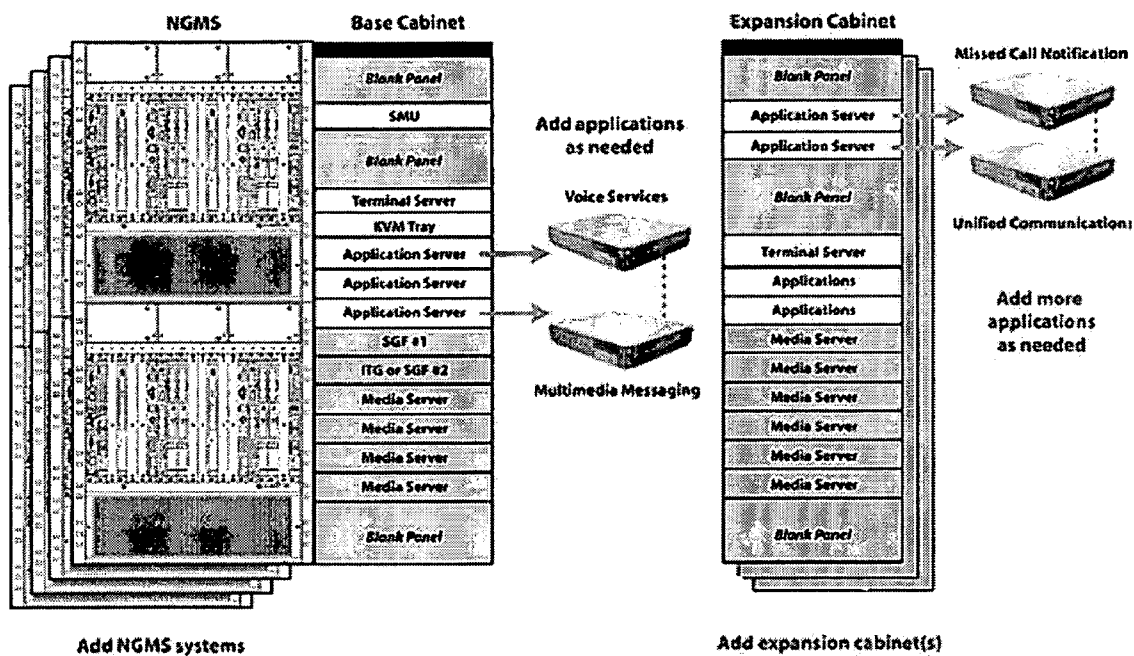 NGMS
Base Cabinet
Blank Panel
SMU
Blank Panel
Terminal Server
KVM Tray
Application Server
Application Server
Application Server
SGF #1
ITG or SGF #2
Media Server
Media Server
Media Server
Media Server
Blank Panel
Add NGMS systems
Add applications
as needed
Voice Services
Multimedia Messaging
Expansion Cabinet
Blank Panel
Application Server
Application Server
Blank Panel
Terminal Server
Applications
Applications
Media Server
Media Server
Media Server
Media Server
Media Server
Media Server
Blank Panel
Add expansion cabinet(s)
Missed Call Notification
Unified Communications
Add more
applications
as needed